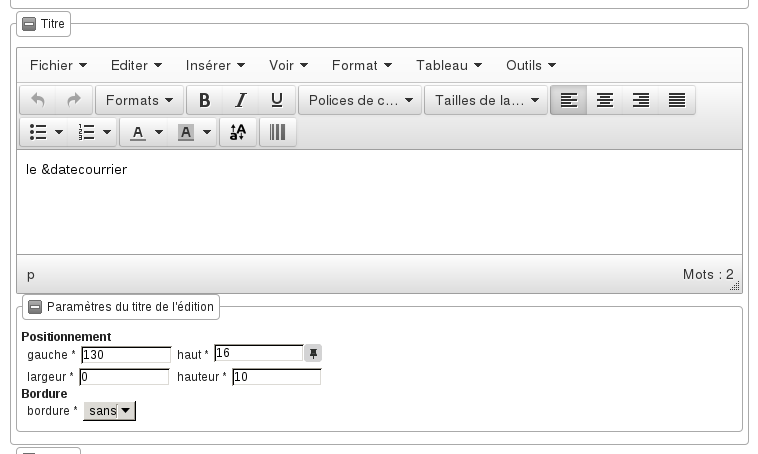 Titre
Fichier Editer Insérer Voir Format Tableau Outils
Formats B I U Polices de c... Tailles de la...
A A aA
le &datecourrier
p Mots : 2
Paramètres du titre de l'édition
Positionnement
gauche * 130 haut * 16
largeur * 0 hauteur * 10
Bordure
bordure * sans